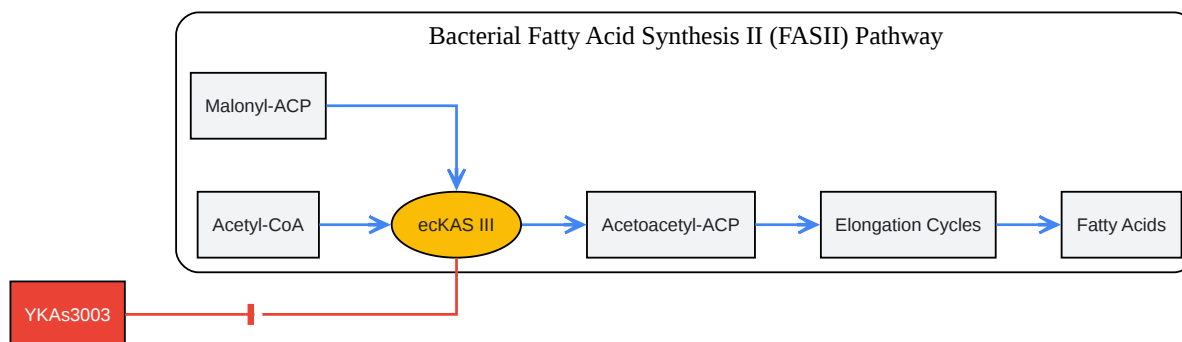 Bacterial Fatty Acid Synthesis II (FASII) Pathway
Malonyl-ACP
Acetyl-CoA
ecKAS III
Acetoacetyl-ACP
Elongation Cycles
Fatty Acids
YKAs3003